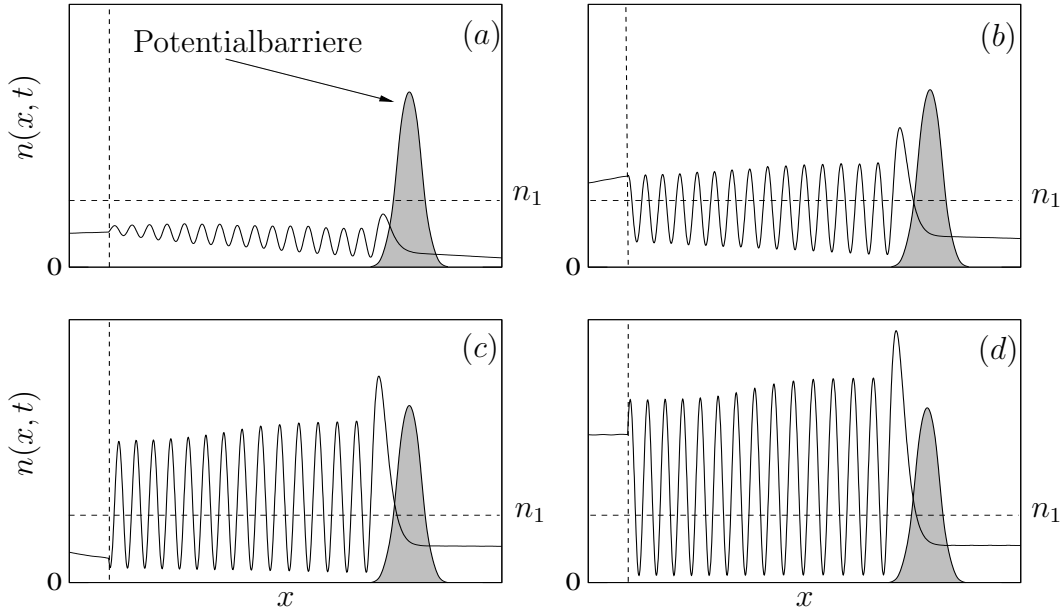 Potentialbarriere
(a)
n(x, t)
n₁
0
(b)
n₁
0
(c)
n(x, t)
n₁
0
x
(d)
n₁
0
x